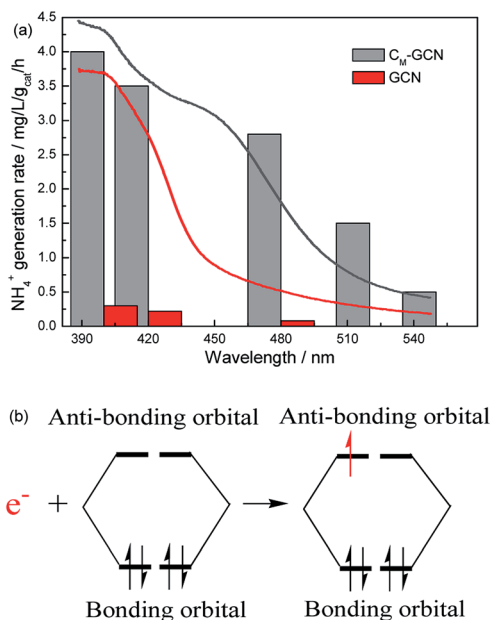 (a)
4.5
4.0
3.5
3.0
2.5
2.0
1.5
1.0
0.5
0.0
NH₄⁺ generation rate / mg/L/g_cat/h
C_M-GCN
GCN
390 420 450 480 510 540
Wavelength / nm
(b)
Anti-bonding orbital
Anti-bonding orbital
e⁻ +
Bonding orbital
Bonding orbital